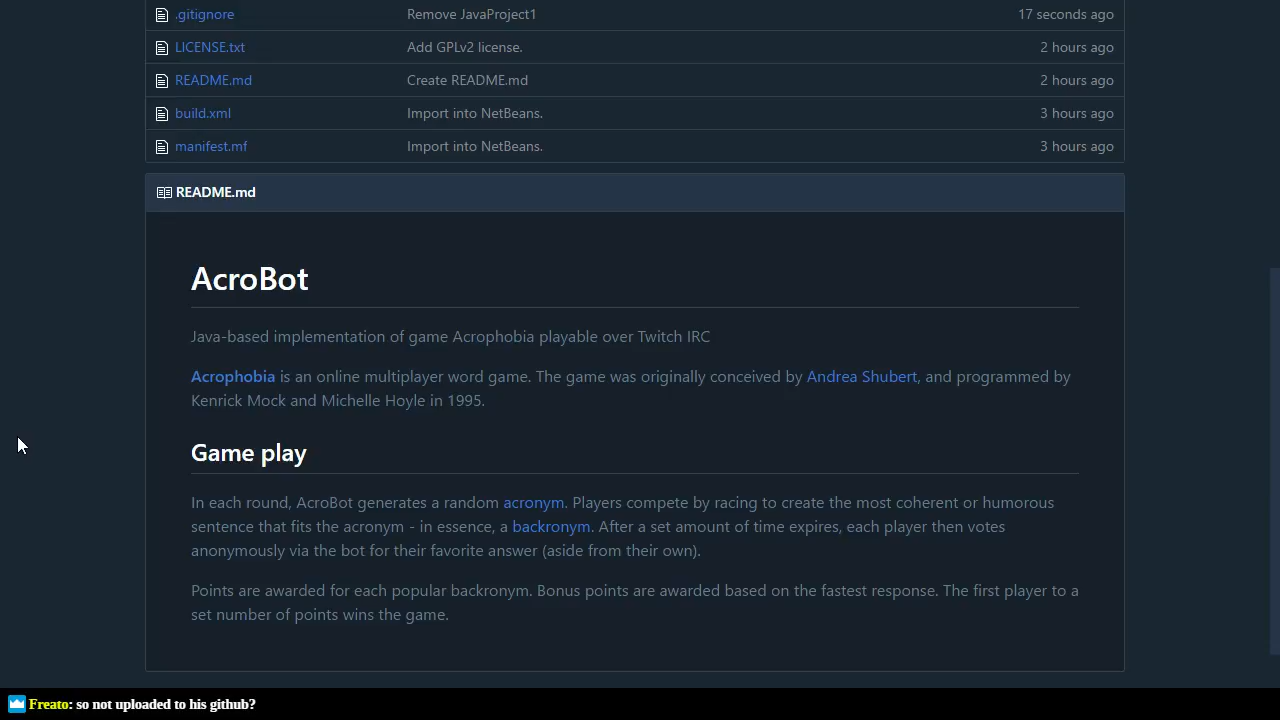 .gitignore Remove JavaProject1 17 seconds ago
LICENSE.txt Add GPLv2 license. 2 hours ago
README.md Create README.md 2 hours ago
build.xml Import into NetBeans. 3 hours ago
manifest.mf Import into NetBeans. 3 hours ago
README.md
AcroBot
Java-based implementation of game Acrophobia playable over Twitch IRC
Acrophobia is an online multiplayer word game. The game was originally conceived by Andrea Shubert, and programmed by
Kenrick Mock and Michelle Hoyle in 1995.
Game play
In each round, AcroBot generates a random acronym. Players compete by racing to create the most coherent or humorous
sentence that fits the acronym - in essence, a backronym. After a set amount of time expires, each player then votes
anonymously via the bot for their favorite answer (aside from their own).
Points are awarded for each popular backronym. Bonus points are awarded based on the fastest response. The first player to a
set number of points wins the game.
Freato: so not uploaded to his github?